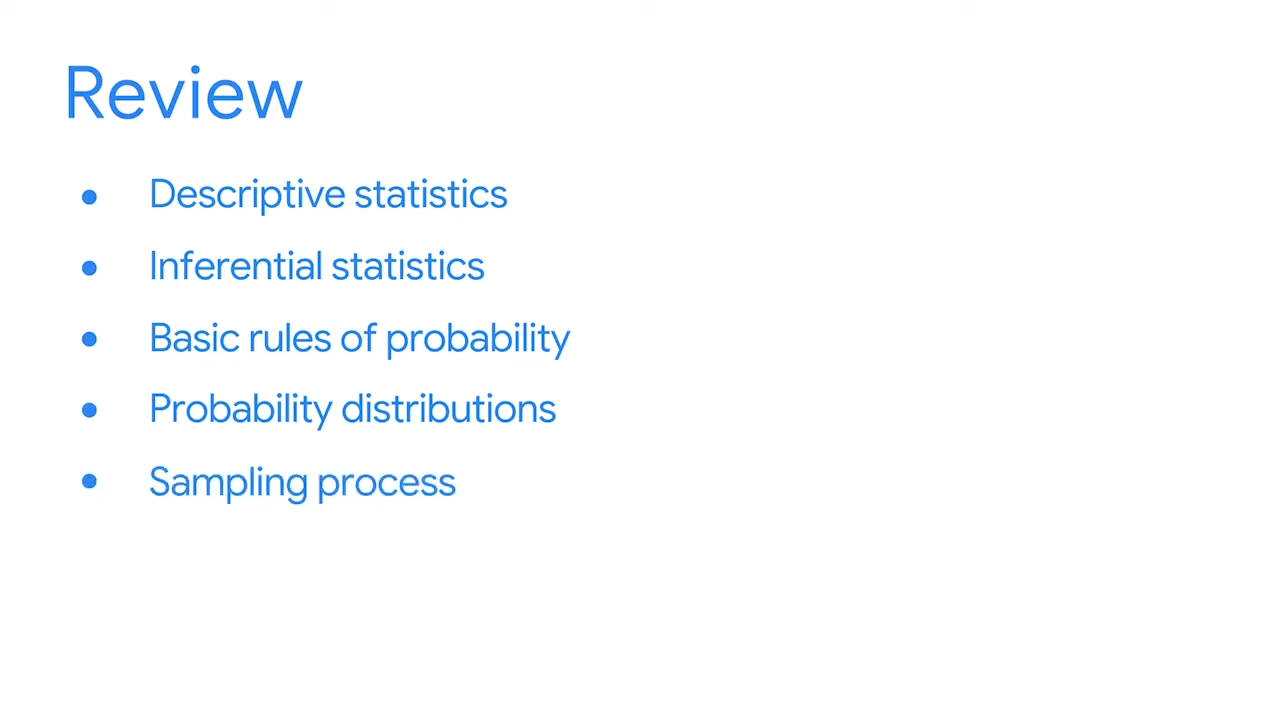 Review
• Descriptive statistics
• Inferential statistics
• Basic rules of probability
• Probability distributions
• Sampling process